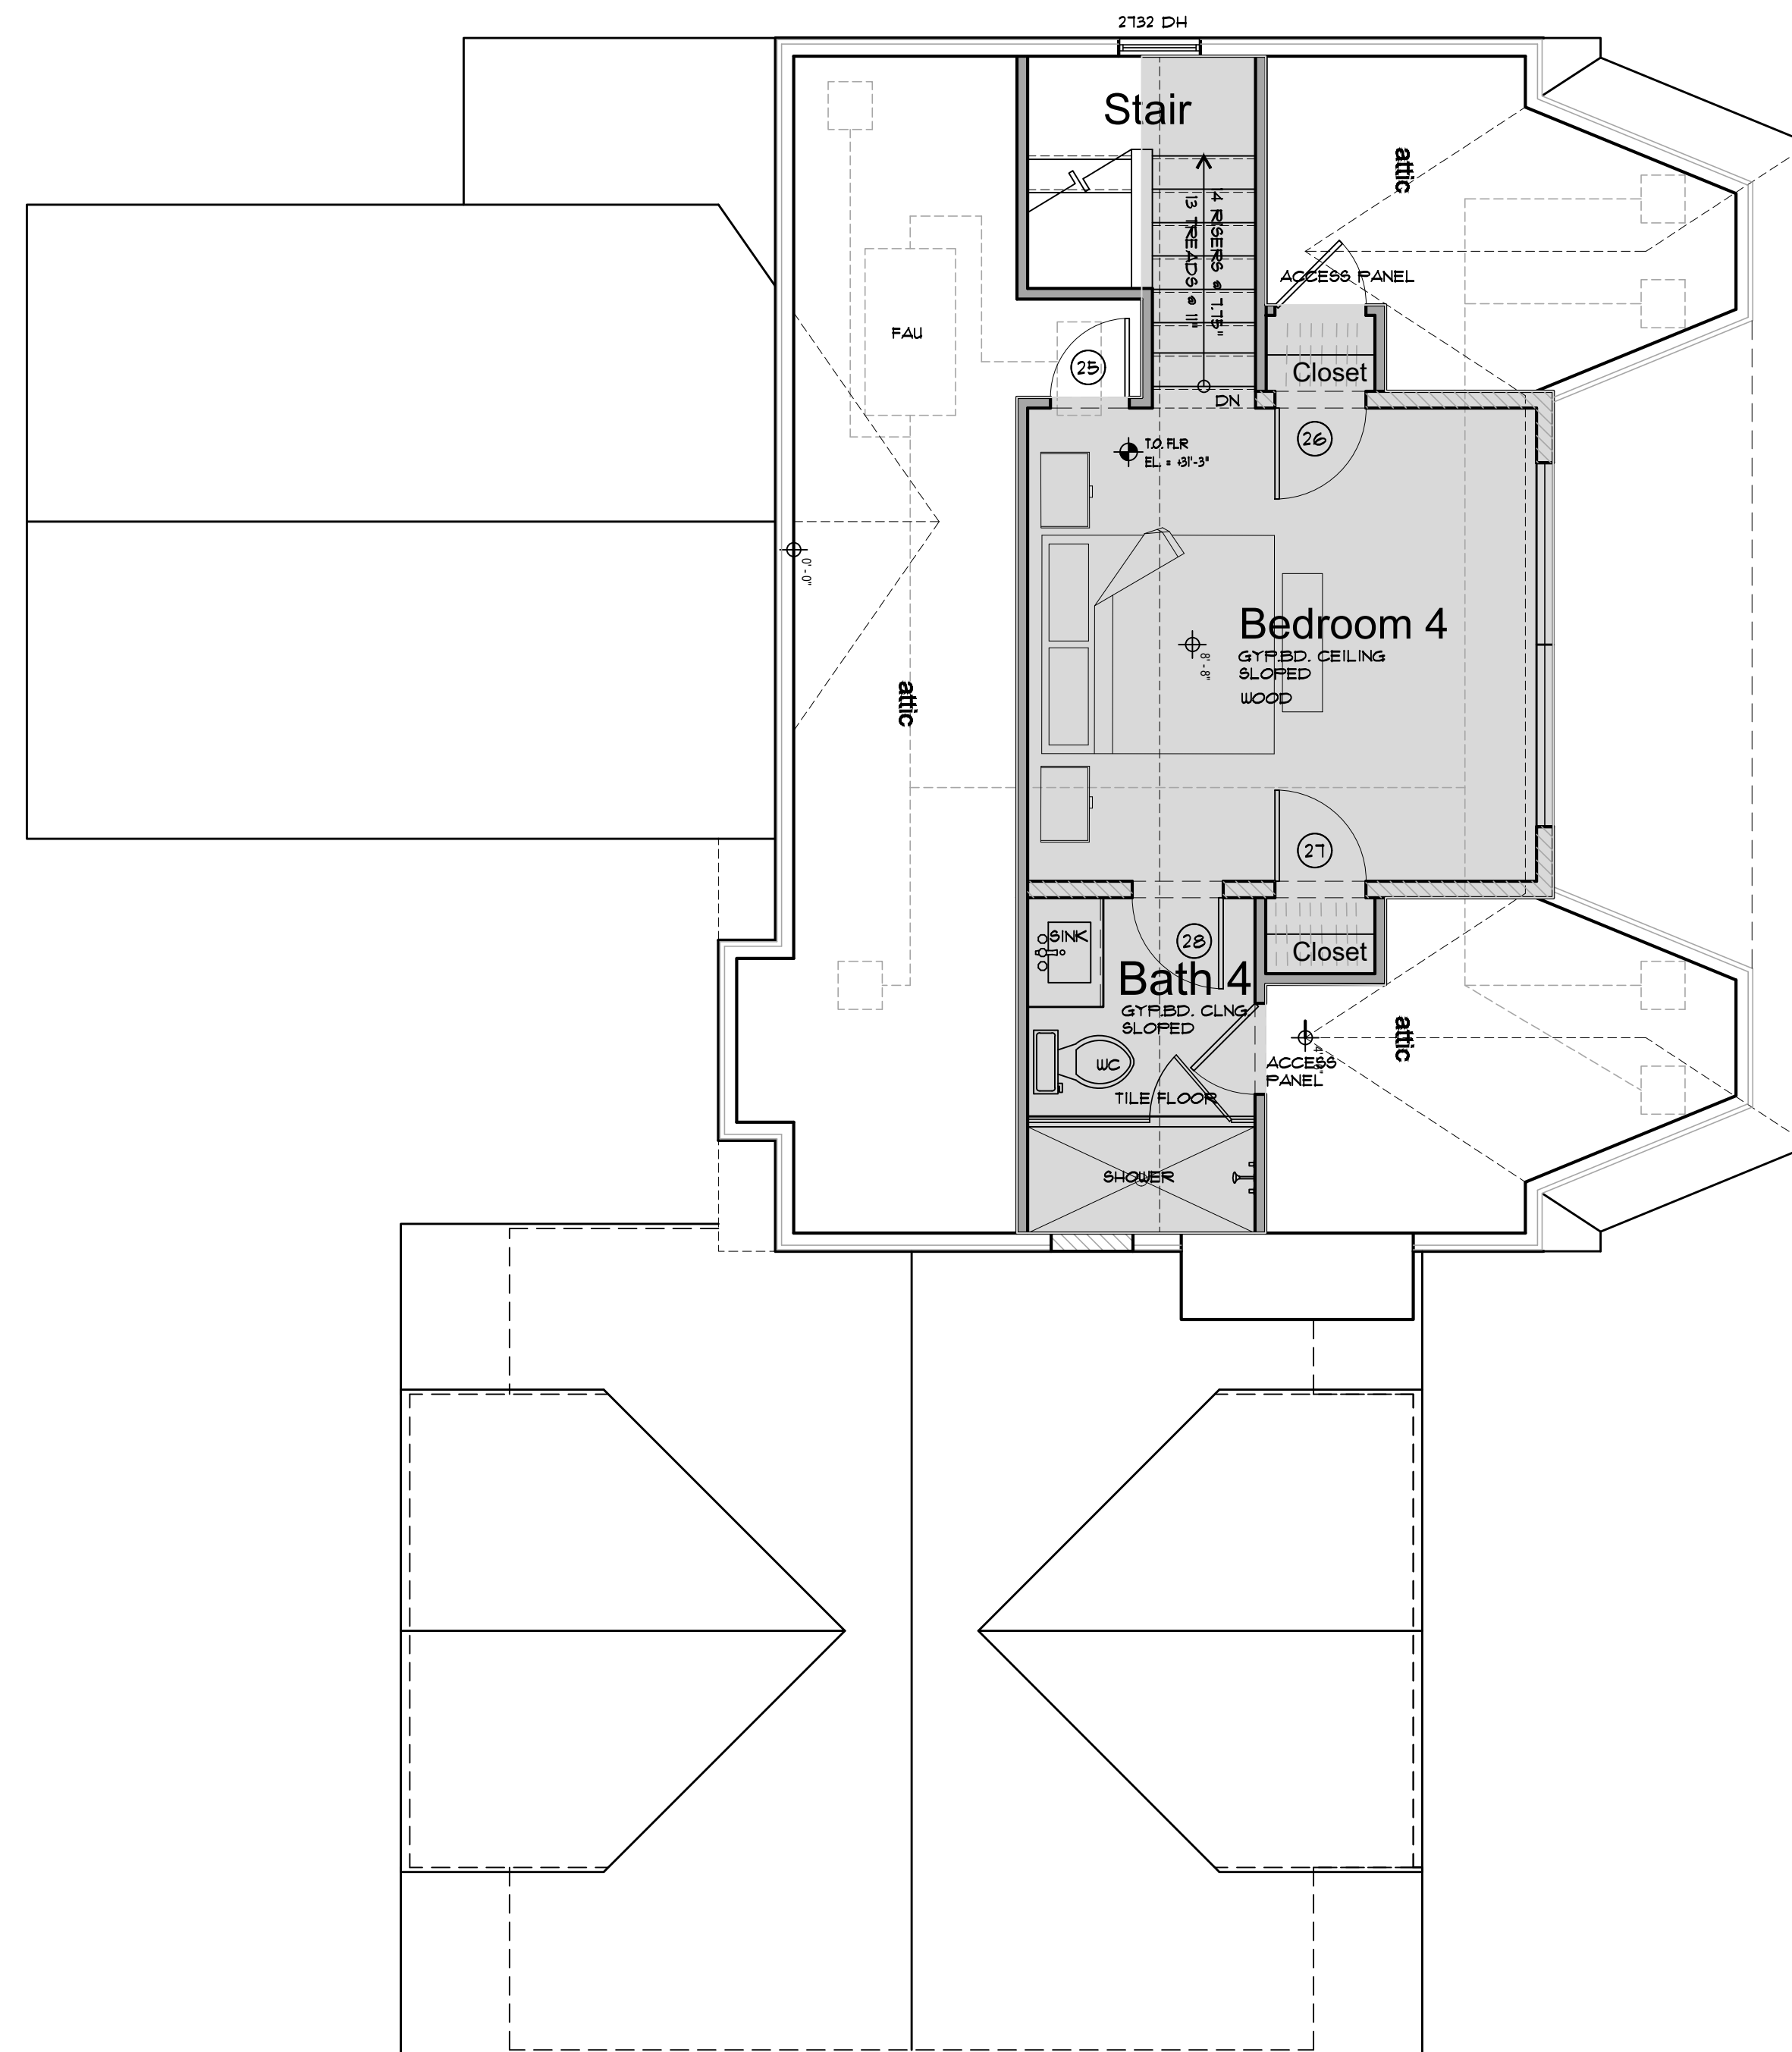 2732 DH
Stair
attic
14 RISERS @ 7.75"
13 TREADS @ 11"
ACCESS PANEL
FAU
25
Closet
DN
26
T.O. FLR
EL. = +31'-3"
0'-0"
Bedroom 4
GYP.BD. CEILING
SLOPED
WOOD
8'-8"
attic
27
SINK
28
Closet
Bath 4
GYP.BD. CLNG
SLOPED
attic
WC
ACCESS
PANEL
TILE FLOOR
SHOWER